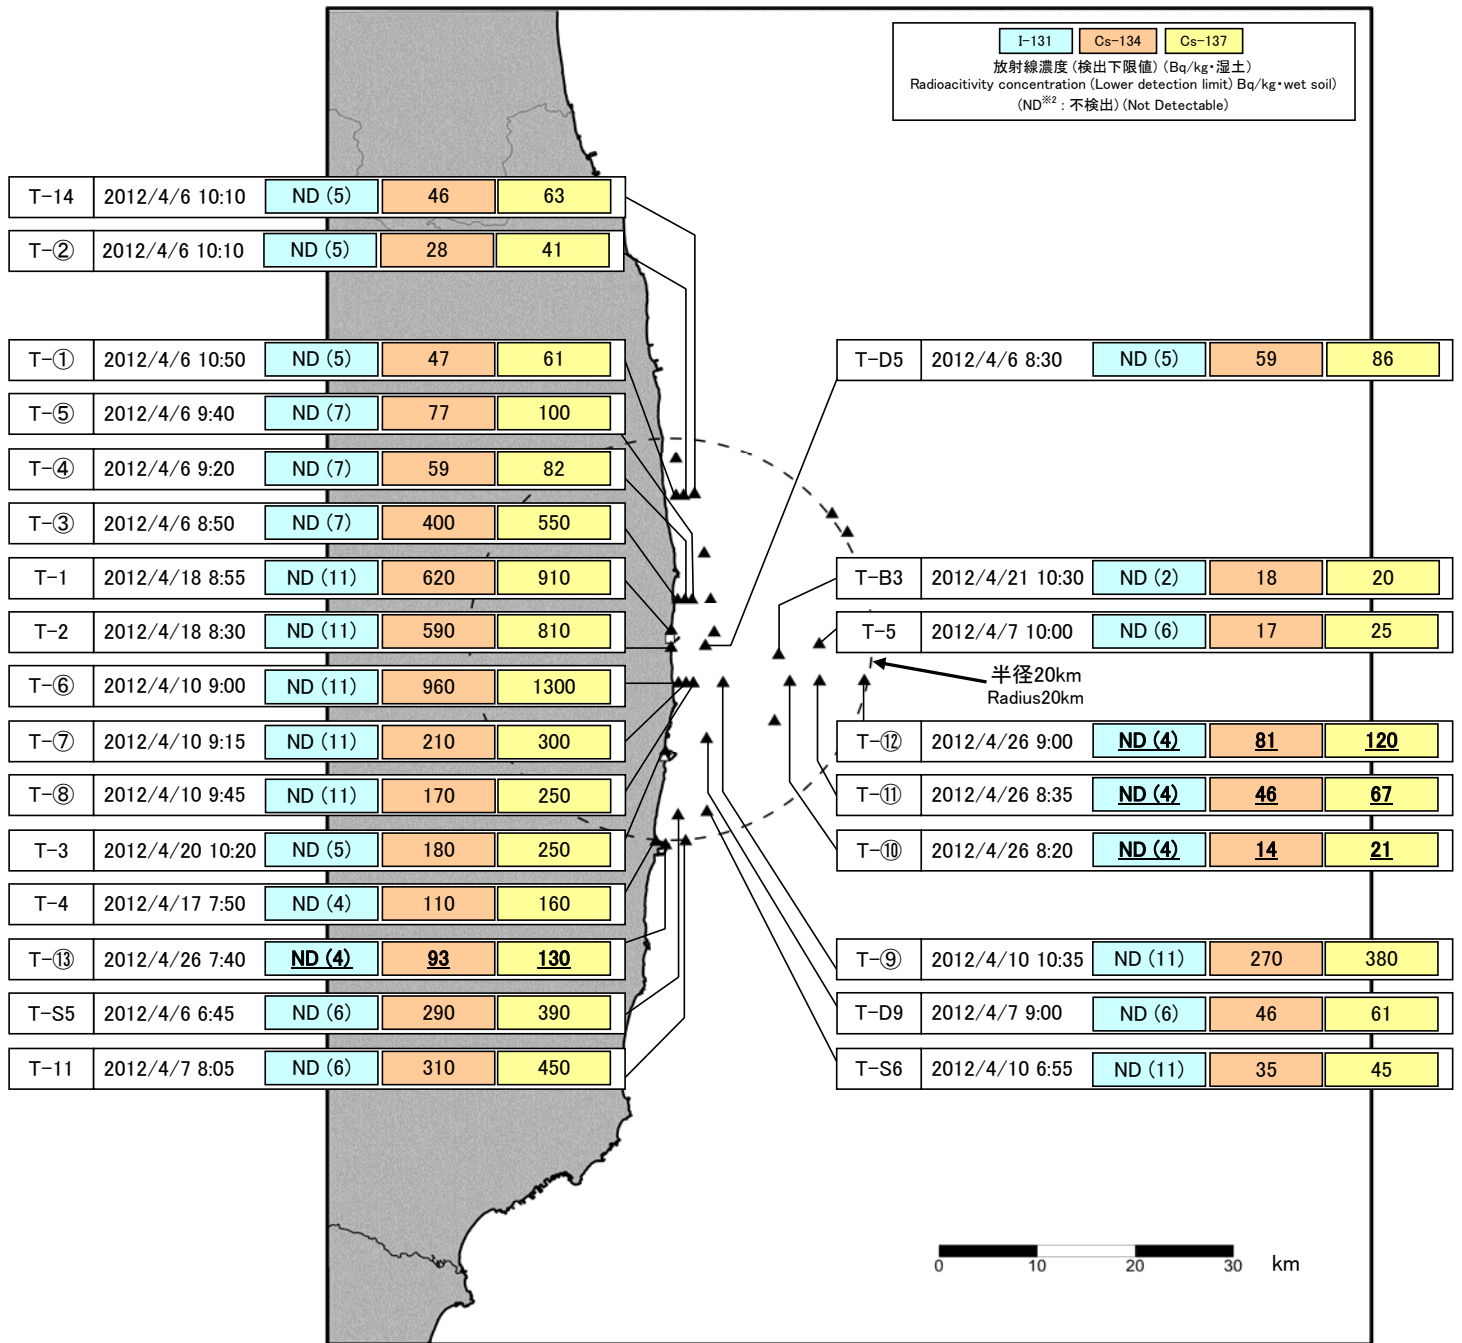 I-131 Cs-134 Cs-137
放射線濃度 (検出下限値) (Bq/kg・湿土)
Radioacitivity concentration (Lower detection limit) Bq/kg・wet soil)
(ND※2 : 不検出) (Not Detectable)
T-14 2012/4/6 10:10 ND (5) 46 63
T-② 2012/4/6 10:10 ND (5) 28 41
T-① 2012/4/6 10:50 ND (5) 47 61
T-⑤ 2012/4/6 9:40 ND (7) 77 100
T-④ 2012/4/6 9:20 ND (7) 59 82
T-③ 2012/4/6 8:50 ND (7) 400 550
T-1 2012/4/18 8:55 ND (11) 620 910
T-2 2012/4/18 8:30 ND (11) 590 810
T-⑥ 2012/4/10 9:00 ND (11) 960 1300
T-⑦ 2012/4/10 9:15 ND (11) 210 300
T-⑧ 2012/4/10 9:45 ND (11) 170 250
T-3 2012/4/20 10:20 ND (5) 180 250
T-4 2012/4/17 7:50 ND (4) 110 160
T-⑬ 2012/4/26 7:40 ND (4) 93 130
T-S5 2012/4/6 6:45 ND (6) 290 390
T-11 2012/4/7 8:05 ND (6) 310 450
T-D5 2012/4/6 8:30 ND (5) 59 86
T-B3 2012/4/21 10:30 ND (2) 18 20
T-5 2012/4/7 10:00 ND (6) 17 25
半径20km
Radius20km
T-⑫ 2012/4/26 9:00 ND (4) 81 120
T-⑪ 2012/4/26 8:35 ND (4) 46 67
T-⑩ 2012/4/26 8:20 ND (4) 14 21
T-⑨ 2012/4/10 10:35 ND (11) 270 380
T-D9 2012/4/7 9:00 ND (6) 46 61
T-S6 2012/4/10 6:55 ND (11) 35 45
0 10 20 30 km